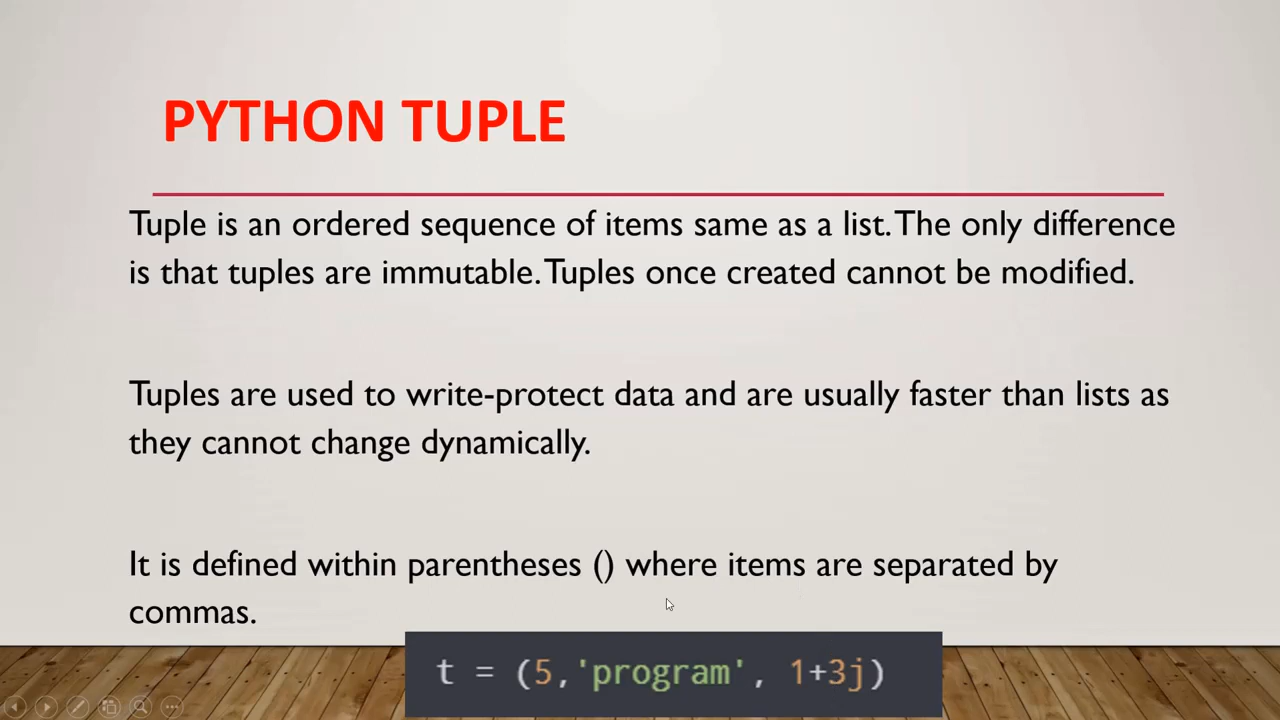 PYTHON TUPLE
Tuple is an ordered sequence of items same as a list. The only difference
is that tuples are immutable. Tuples once created cannot be modified.
Tuples are used to write-protect data and are usually faster than lists as
they cannot change dynamically.
It is defined within parentheses () where items are separated by
commas.
t = (5,'program', 1+3j)